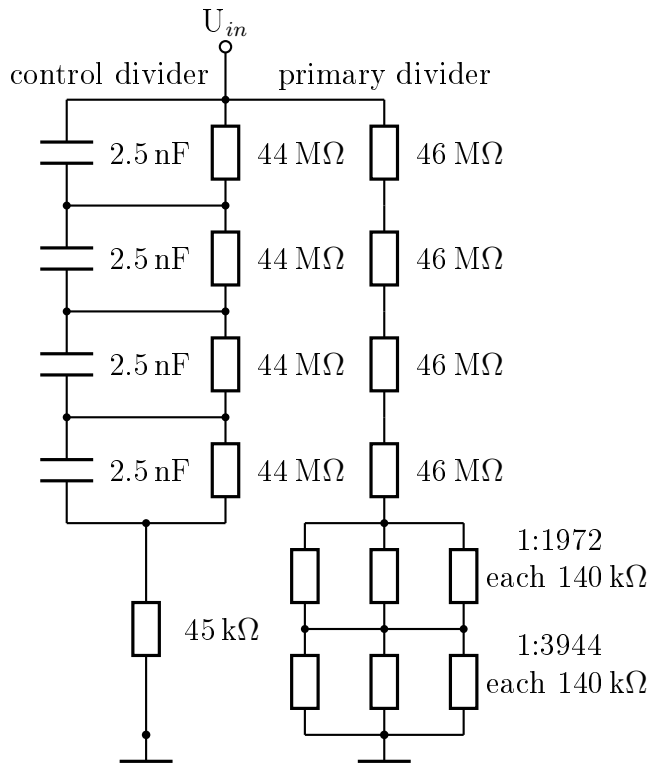 U_in
control divider primary divider
2.5 nF 44 MΩ 46 MΩ
2.5 nF 44 MΩ 46 MΩ
2.5 nF 44 MΩ 46 MΩ
2.5 nF 44 MΩ 46 MΩ
1:1972
each 140 kΩ
45 kΩ
1:3944
each 140 kΩ